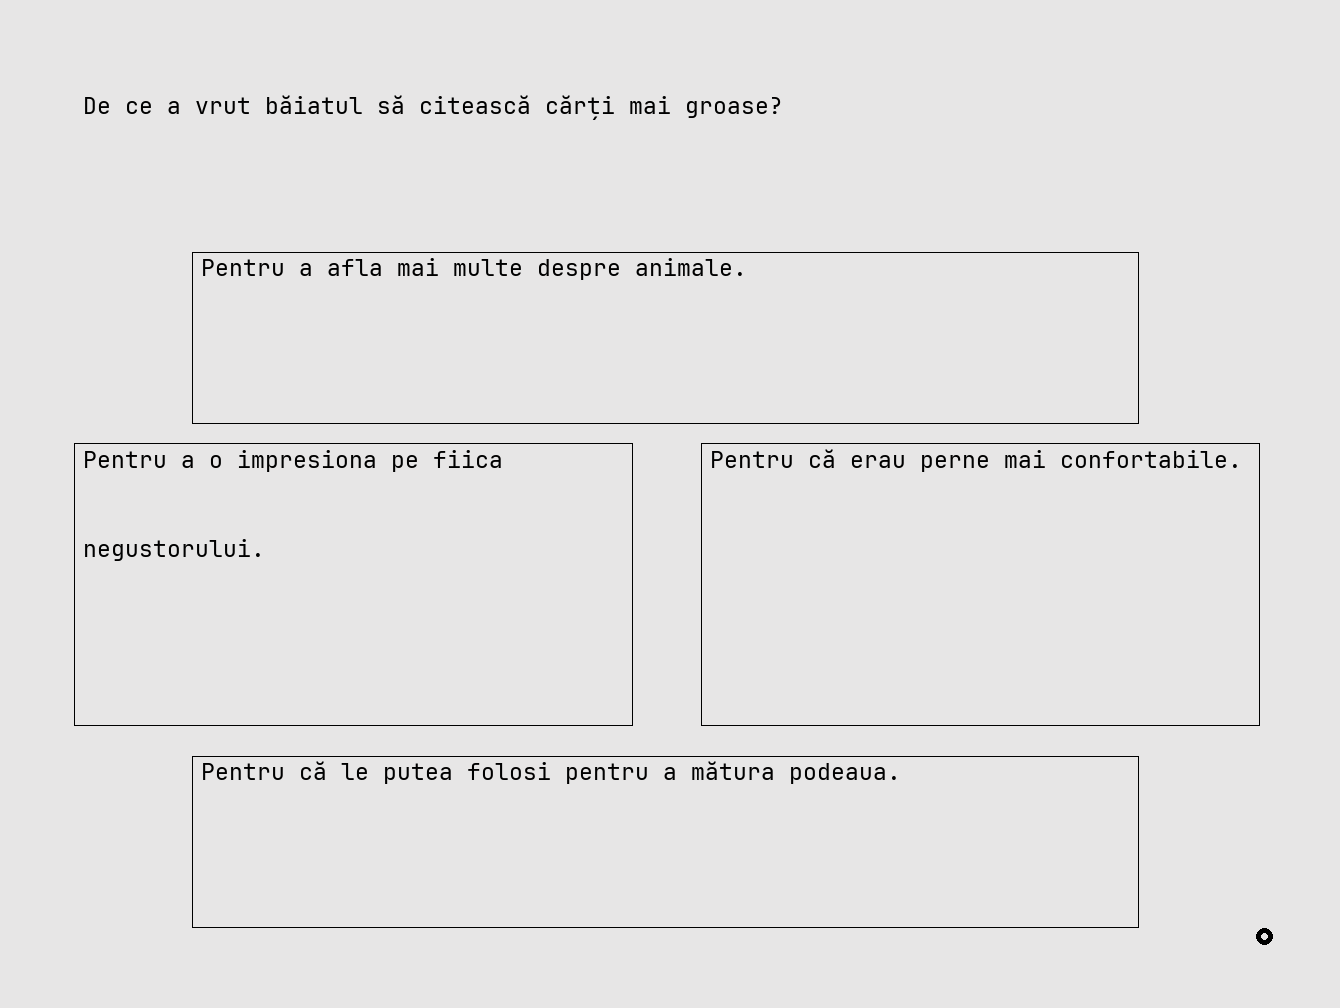 De ce a vrut băiatul să citească cărți mai groase?
Pentru a afla mai multe despre animale.
Pentru a o impresiona pe fiica
negustorului.
Pentru că erau perne mai confortabile.
Pentru că le putea folosi pentru a mătura podeaua.